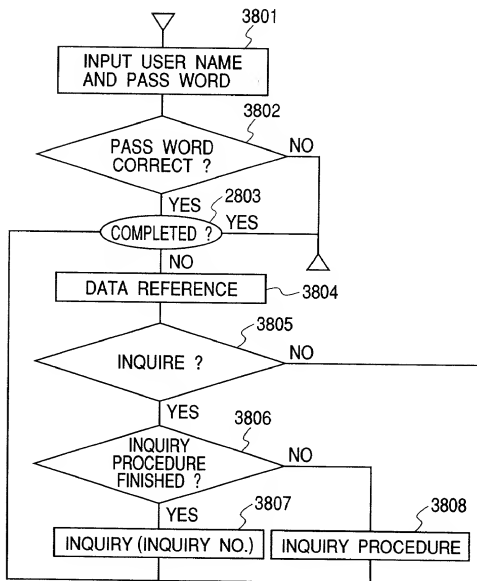 3801
INPUT USER NAME
AND PASS WORD
3802
PASS WORD
CORRECT ?
NO
YES
2803
COMPLETED ?
YES
NO
DATA REFERENCE
3804
3805
INQUIRE ?
NO
YES
3806
INQUIRY
PROCEDURE
FINISHED ?
NO
YES
3807
INQUIRY (INQUIRY NO.)
3808
INQUIRY PROCEDURE